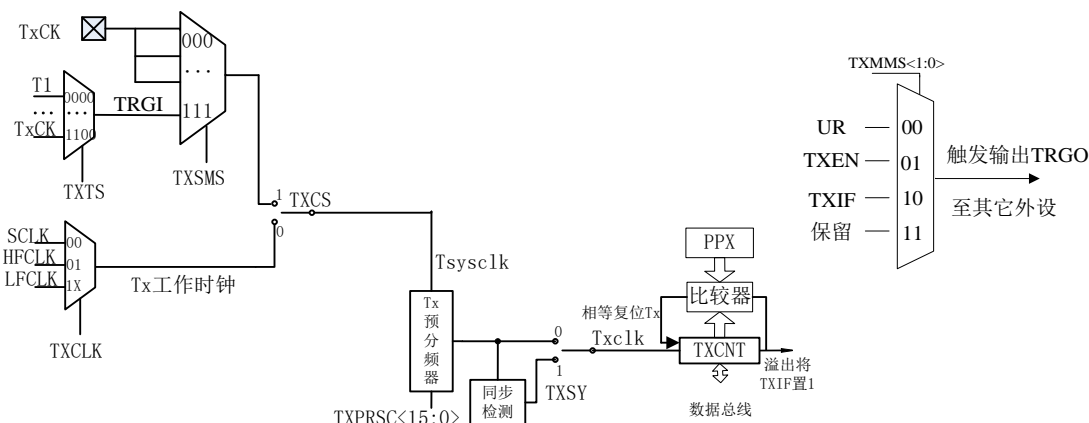 TxCK
000
...
111
T1
0000
... ...
TxCK
1100
TRGI
TXTS
TXSMS
SCLK
00
HFCLK
01
LFCLK
1X
TXCLK
Tx工作时钟
1
TXCS
0
Tsysclk
Tx
预
分
频
器
TXPRSC<15:0>
同步
检测
0
1
TXSY
Txclk
相等复位Tx
PPX
比较器
TXCNT
溢出将
TXIF置1
数据总线
TXMMS<1:0>
UR
00
TXEN
01
TXIF
10
保留
11
触发输出TRGO
至其它外设